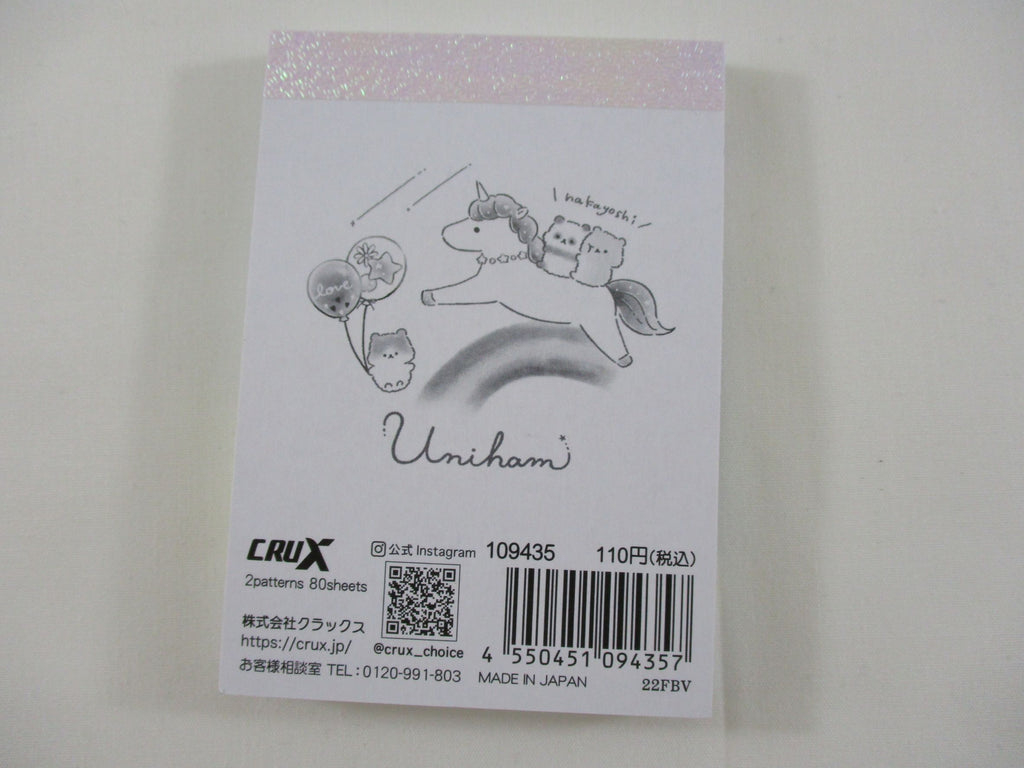 \nakayoshi/
love
Uniham
CRUX
公式 Instagram 109435 110円(税込)
2patterns 80sheets
株式会社クラックス
https://crux.jp/
@crux_choice
4 550451 094357
お客様相談室 TEL:0120-991-803
MADE IN JAPAN
22FBV